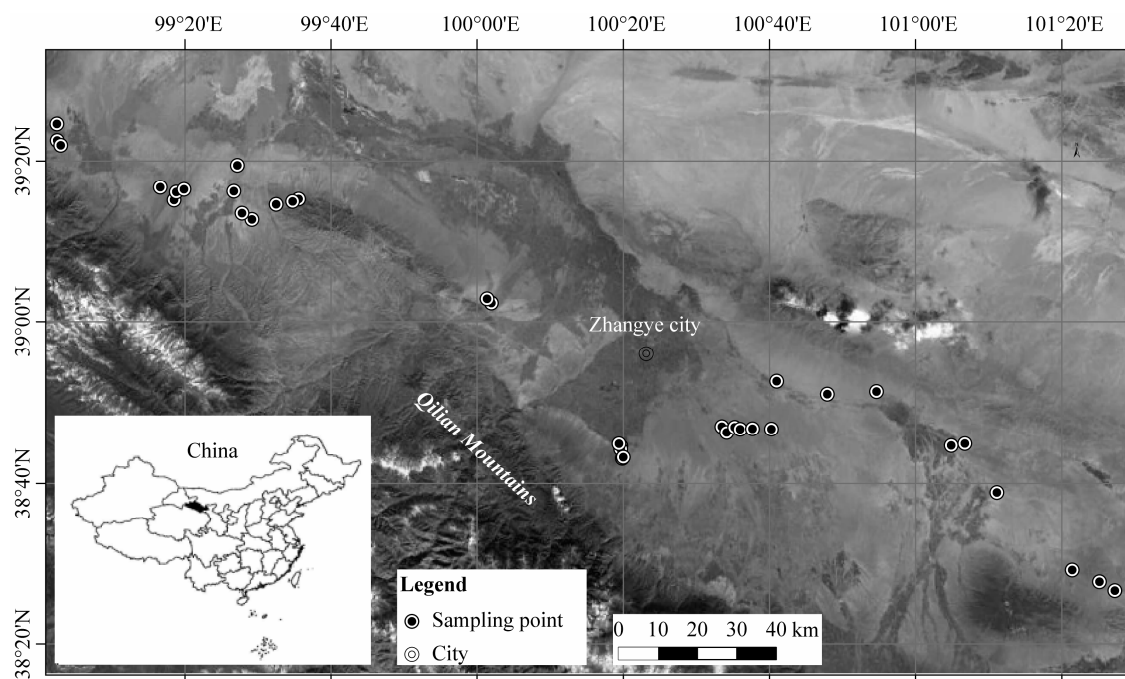 99°20'E 99°40'E 100°00'E 100°20'E 100°40'E 101°00'E 101°20'E
39°20'N
39°00'N
Zhangye city
Qilian Mountains
38°40'N
China
Legend
Sampling point
City
0 10 20 30 40 km
38°20'N